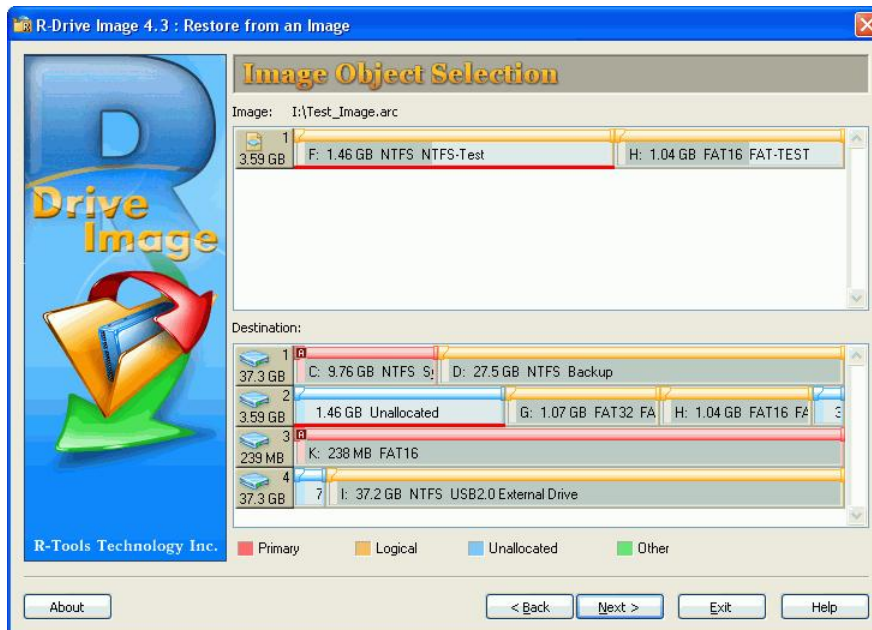 R-Drive Image 4.3 : Restore from an Image
R
Drive
Image
R-Tools Technology Inc.
Image Object Selection
Image: I:\Test_Image.arc
1
3.59 GB
F: 1.46 GB NTFS NTFS-Test
H: 1.04 GB FAT16 FAT-TEST
Destination:
1
37.3 GB
A
C: 9.76 GB NTFS
D: 27.5 GB NTFS Backup
2
3.59 GB
1.46 GB Unallocated
G: 1.07 GB FAT32 FA
H: 1.04 GB FAT16
3
239 MB
A
K: 238 MB FAT16
4
37.3 GB
7
I: 37.2 GB NTFS USB2.0 External Drive
Primary Logical Unallocated Other
About < Back Next > Exit Help